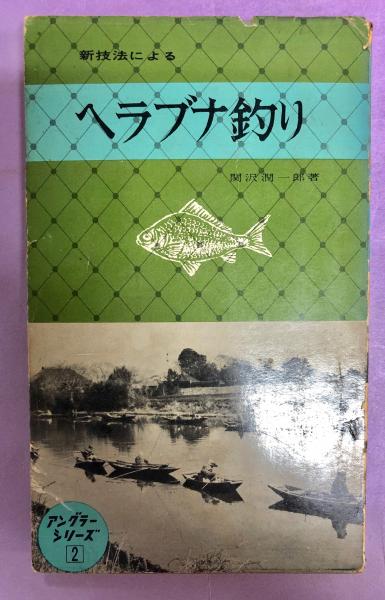 新技法による
ヘラブナ釣り
関沢潤一郎著
アングラー
シリーズ
2